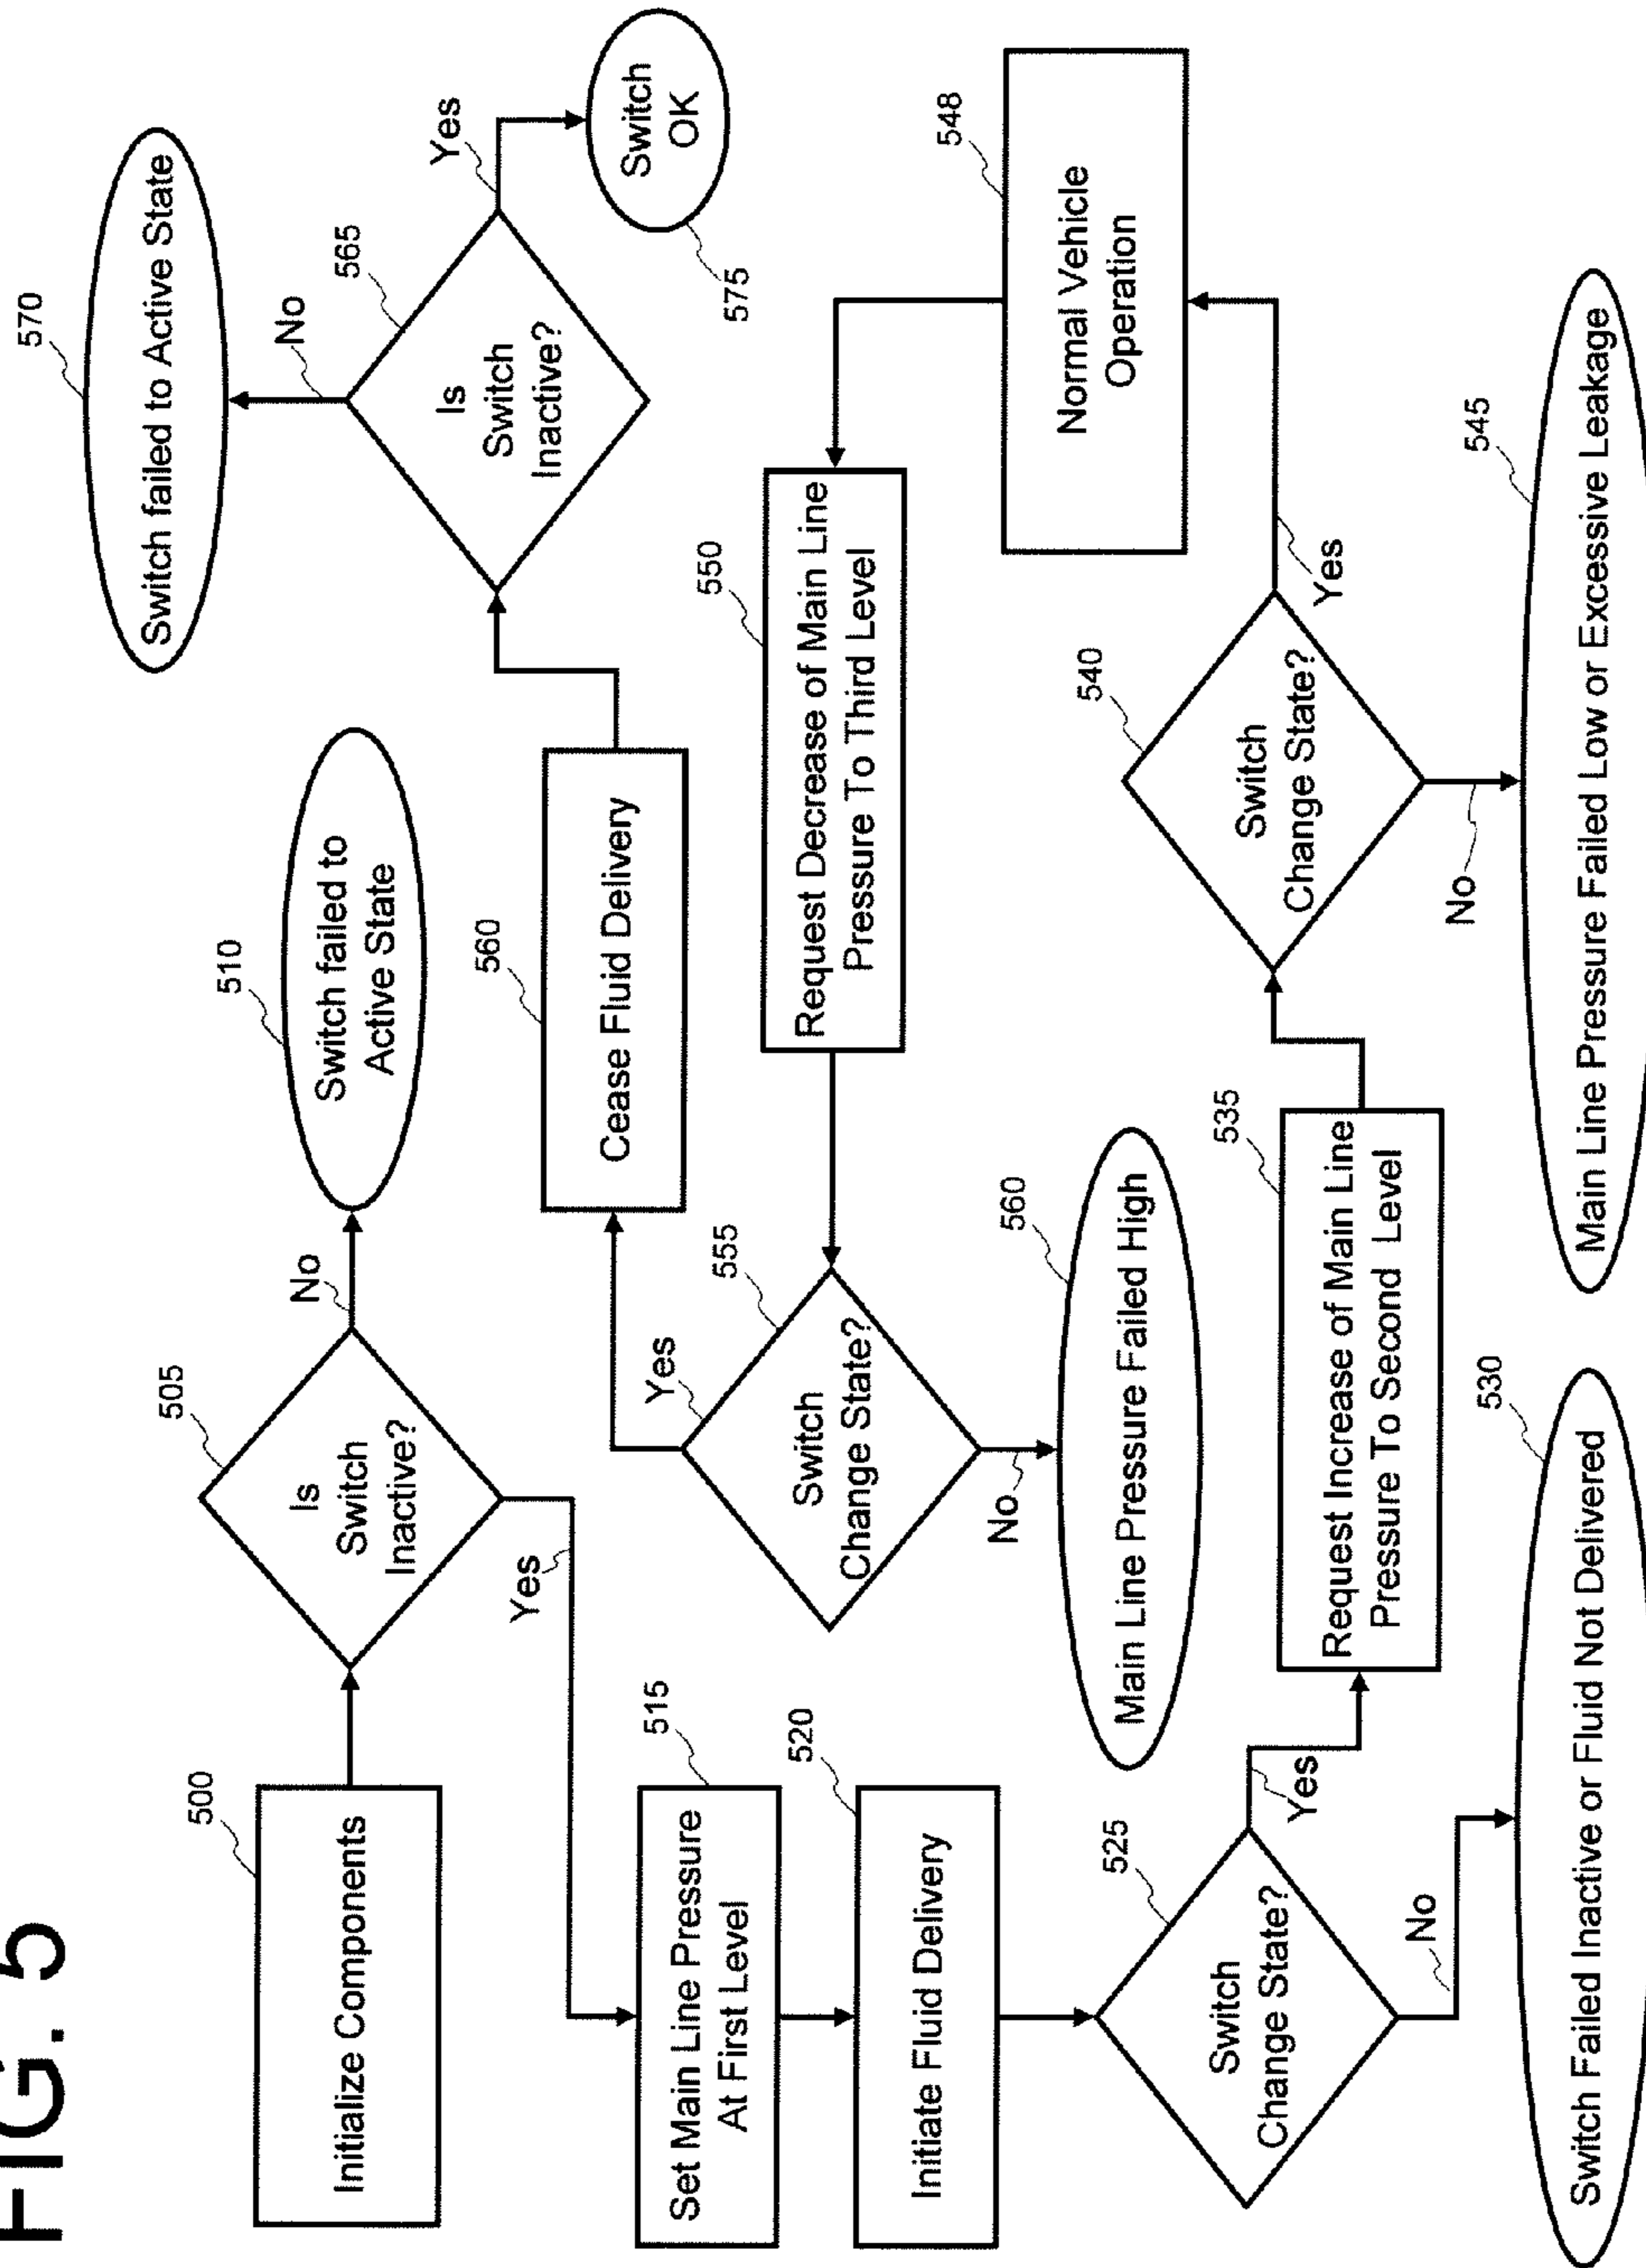 FIG. 5
500
Initialize Components
505
Is
Switch
Inactive?
No
510
Switch failed to
Active State
Yes
515
Set Main Line Pressure
At First Level
520
Initiate Fluid Delivery
525
Switch
Change State?
No
530
Switch Failed Inactive or Fluid Not Delivered
Yes
535
Request Increase of Main Line
Pressure To Second Level
540
Switch
Change State?
No
545
Main Line Pressure Failed Low or Excessive Leakage
Yes
548
Normal Vehicle
Operation
550
Request Decrease of Main Line
Pressure To Third Level
555
Switch
Change State?
No
560
Main Line Pressure Failed High
Yes
560
Cease Fluid Delivery
565
Is
Switch
Inactive?
No
570
Switch failed to Active State
Yes
575
Switch
OK